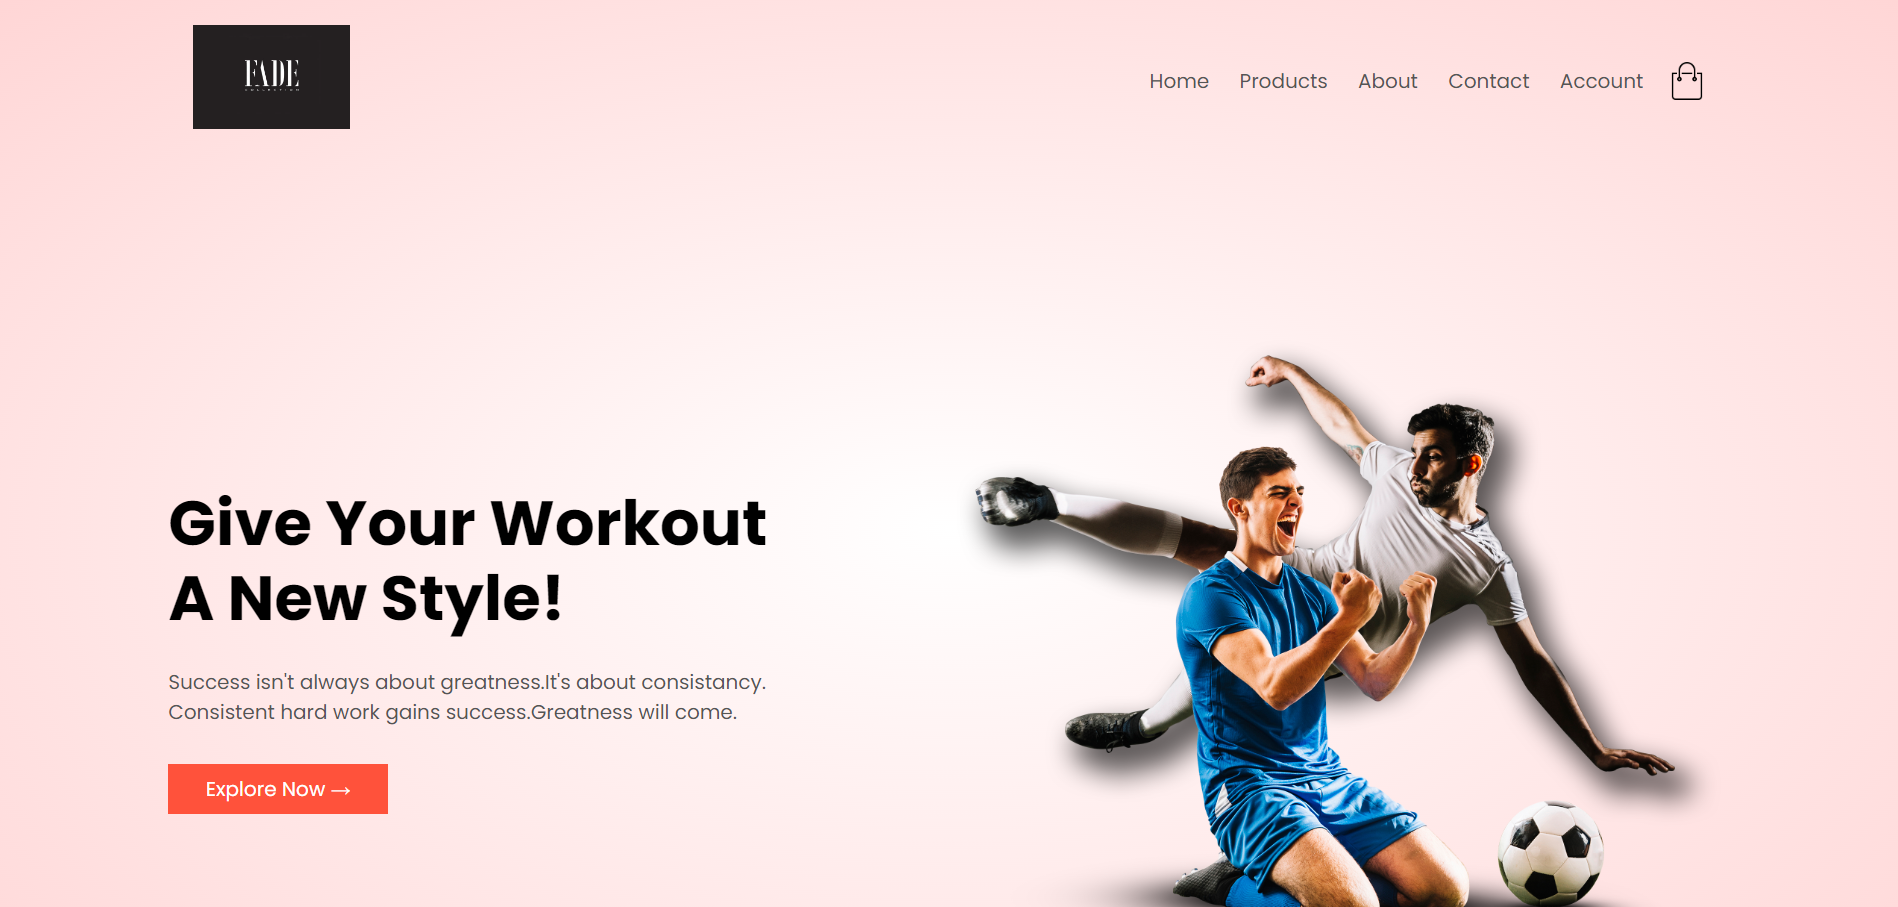 FADE
COLLECTION
Home Products About Contact Account
Give Your Workout
A New Style!
Success isn't always about greatness.It's about consistancy.
Consistent hard work gains success.Greatness will come.
Explore Now →